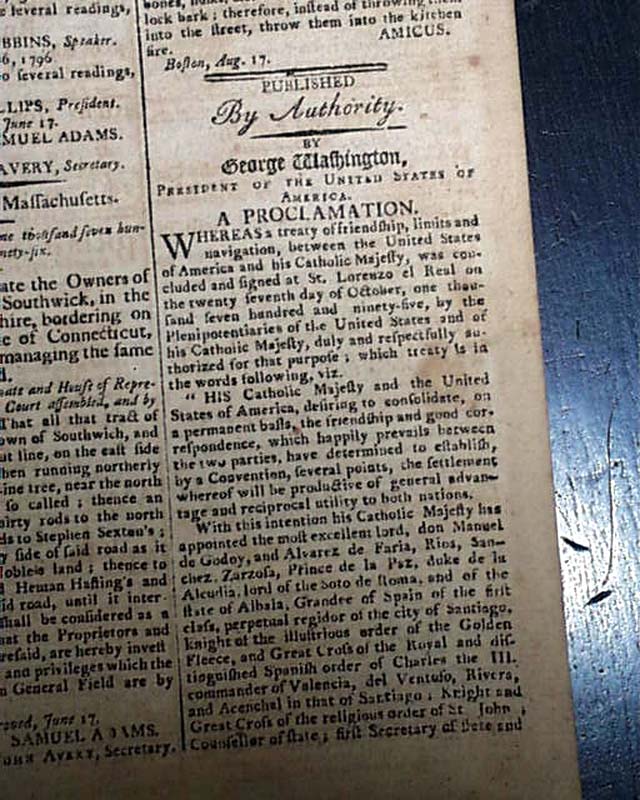 e several readings,
BBINS, Speaker.
6, 1796
o several readings,
LLIPS, President.
June 17.
MUEL ADAMS.
AVERY, Secretary.
Massachusetts.
ne thousand seven hun-
nety-six.
ate the Owners of
Southwick, in the
hire, bordering on
e of Connecticut,
managing the same
d.
nate and House of Repre-
Court assembled, and by
That all that tract of
own of Southwich, and
ut line, on the east side
hen running northerly
ine tree, near the north
so called; thence an
hirty rods to the north
ds to Stephen Sexton's;
y side of said road as it
lobless land; thence to
d Heman Hasting's and
id road, until it inter-
shall be considered as a
hat the Proprietors and
resaid, are hereby invest
and privileges which the
n General Field are by
roved, June 17.
SAMUEL ADAMS.
OHN AVERY, Secretary.
lock bark; therefore, instead of throwing them
into the street, throw them into the kitchen
fire.
AMICUS.
Boston, Aug. 17.
PUBLISHED
By Authority.
BY
George Washington,
PRESIDENT OF THE UNITED STATES OF
AMERICA.
A PROCLAMATION.
WHEREAS a treaty of friendship, limits and
navigation, between the United States
of America and his Catholic Majesty, was con-
cluded and signed at St. Lorenzo el Real on
the twenty seventh day of October, one thou-
sand seven hundred and ninety-five, by the
Plenipotentiaries of the United States and of
his Catholic Majesty, duly and respectfully au-
thorized for that purpose; which treaty is in
the words following, viz.
" HIS Catholic Majesty and the United
States of America, desiring to consolidate, on
a permanent basis, the friendship and good cor-
respondence, which happily prevails between
the two parties, have determined to establish,
by a Convention, several points, the settlement
whereof will be productive of general advan-
tage and reciprocal utility to both nations.
With this intention his Catholic Majesty has
appointed the most excellent lord, don Manuel
de Godoy, and Alvarez de Faria, Rios, San-
chez, Zarzosa, Prince de la Paz, duke de la
Alcudia, lord of the Soto de Roma, and of the
state of Albala, Grandee of Spain of the first
class, perpetual regidor of the city of Santiago,
knight of the illustrious order of the Golden
Fleece, and Great Cross of the Royal and dis-
tinguished Spanish order of Charles the III.
commander of Valencia, del Ventoso, Rivera,
and Acenchel in that of Santiago; Knight and
Great Cross of the religious order of St. John;
Counsellor of state; first Secretary of state and